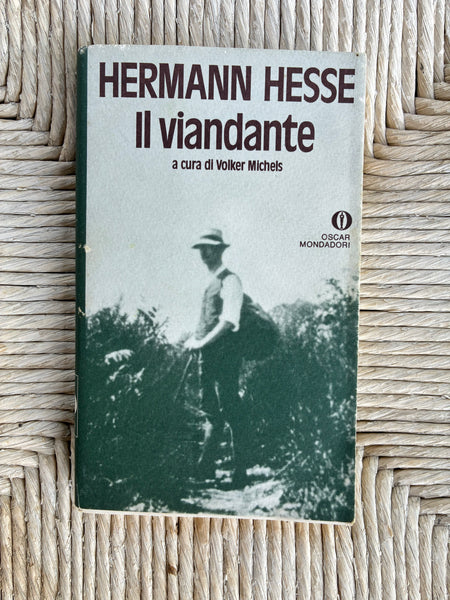 HERMANN HESSE
Il viandante
a cura di Volker Michels
OSCAR
MONDADORI